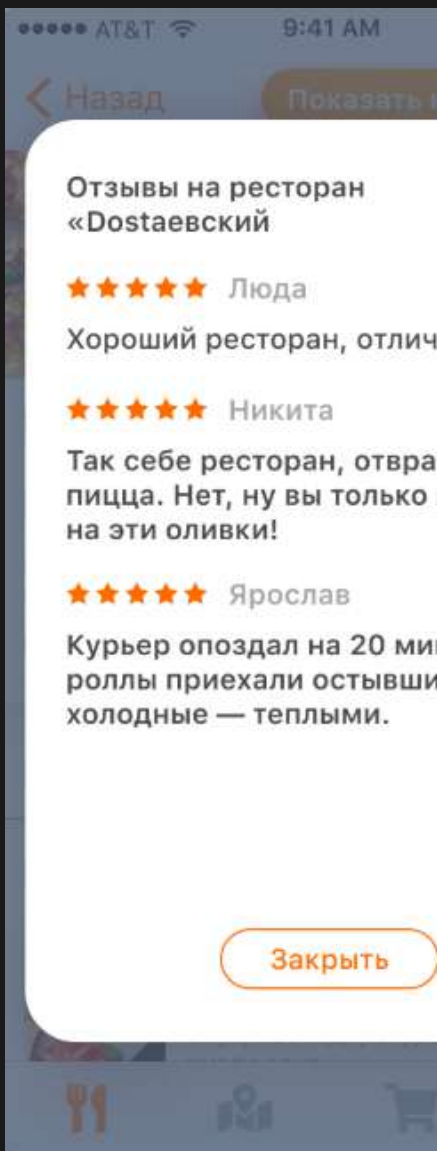 AT&T 9:41 AM
Назад Показать
Отзывы на ресторан
«Dostaевский
Люда
Хороший ресторан, отлич
Никита
Так себе ресторан, отвра
пицца. Нет, ну вы только
на эти оливки!
Ярослав
Курьер опоздал на 20 ми
роллы приехали остывши
холодные — теплыми.
Закрыть